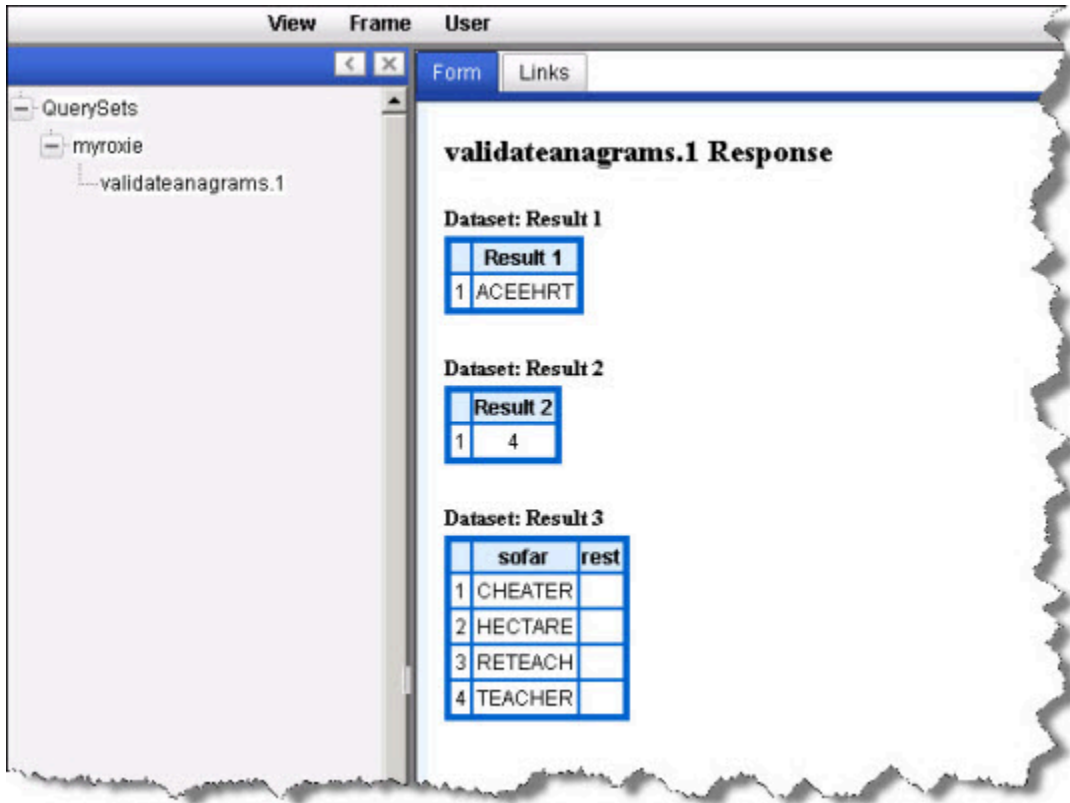 View Frame User
< ×
Form Links
QuerySets
myroxie
validateanagrams.1
validateanagrams.1 Response
Dataset: Result 1
Result 1
1 ACEEHRT
Dataset: Result 2
Result 2
1 4
Dataset: Result 3
sofar rest
1 CHEATER
2 HECTARE
3 RETEACH
4 TEACHER